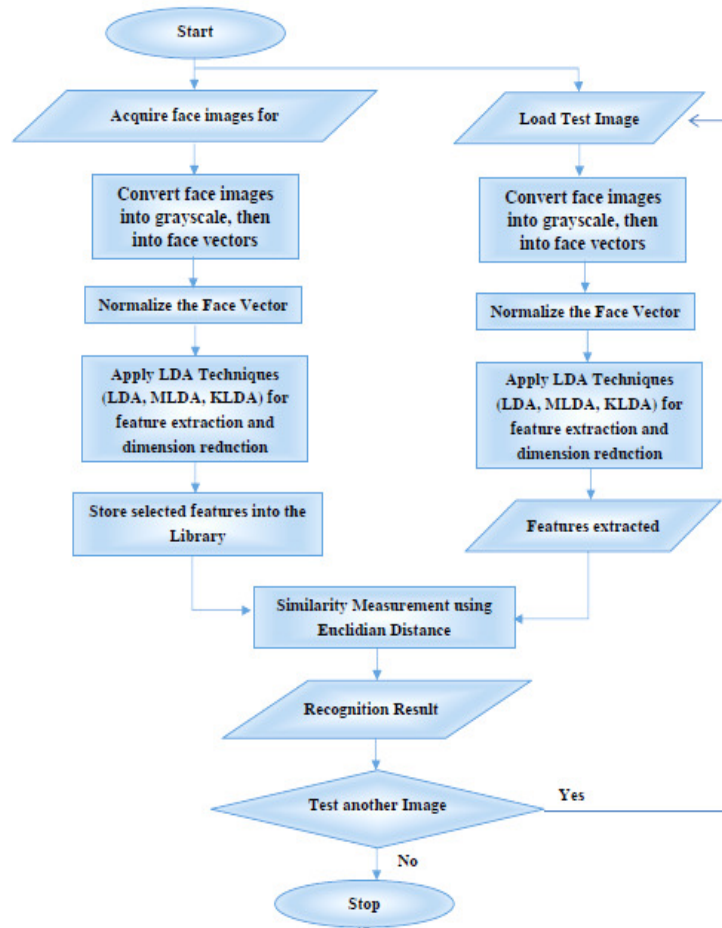 Start
Acquire face images for
Convert face images
into grayscale, then
into face vectors
Normalize the Face Vector
Apply LDA Techniques
(LDA, MLDA, KLDA) for
feature extraction and
dimension reduction
Store selected features into the
Library
Load Test Image
Convert face images
into grayscale, then
into face vectors
Normalize the Face Vector
Apply LDA Techniques
(LDA, MLDA, KLDA) for
feature extraction and
dimension reduction
Features extracted
Similarity Measurement using
Euclidian Distance
Recognition Result
Test another Image
Yes
No
Stop